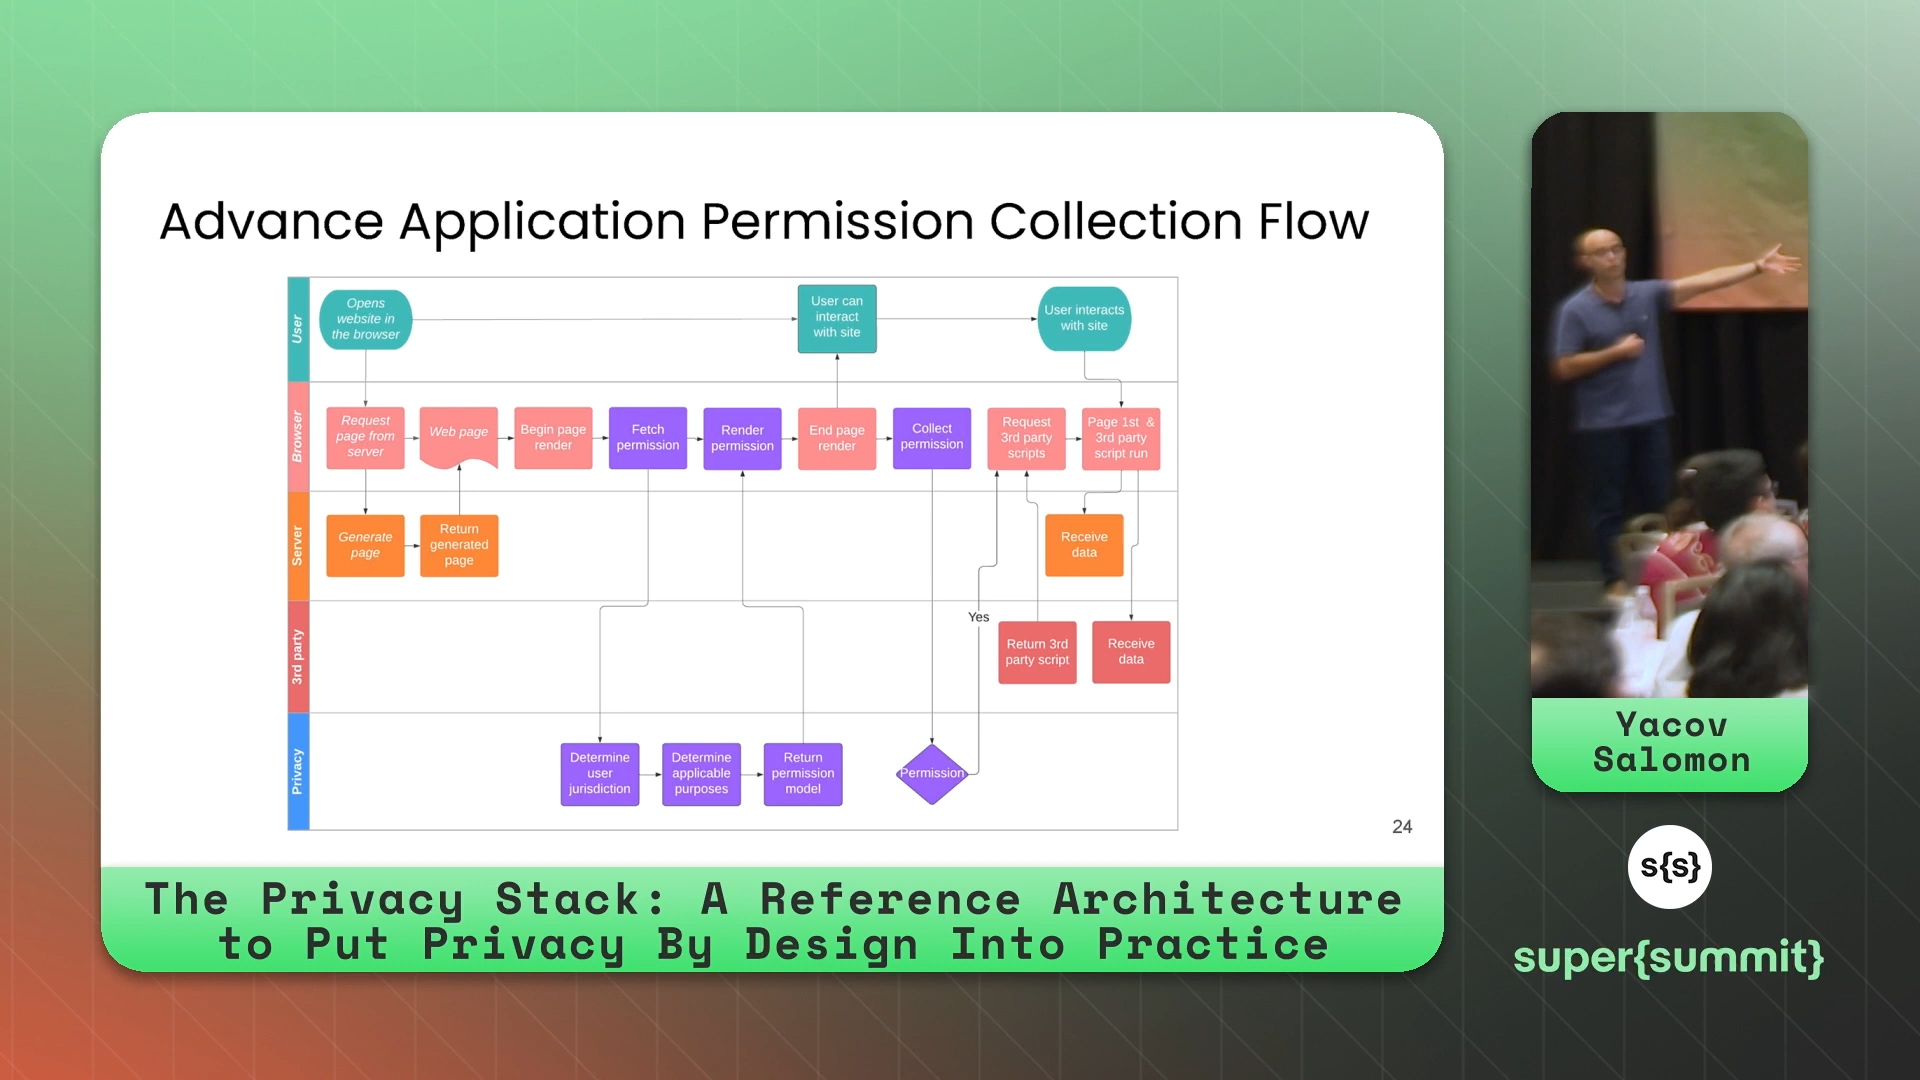 Advance Application Permission Collection Flow
User
Opens
website in
the browser
User can
interact
with site
User interacts
with site
Browser
Request
page from
server
Web page
Begin page
render
Fetch
permission
Render
permission
End page
render
Collect
permission
Request
3rd party
scripts
Page 1st &
3rd party
script run
Server
Generate
page
Return
generated
page
Receive
data
3rd party
Yes
Return 3rd
party script
Receive
data
Privacy
Determine
user
jurisdiction
Determine
applicable
purposes
Return
permission
model
Permission
24
The Privacy Stack: A Reference Architecture
to Put Privacy By Design Into Practice
Yacov
Salomon
s{s}
super{summit}